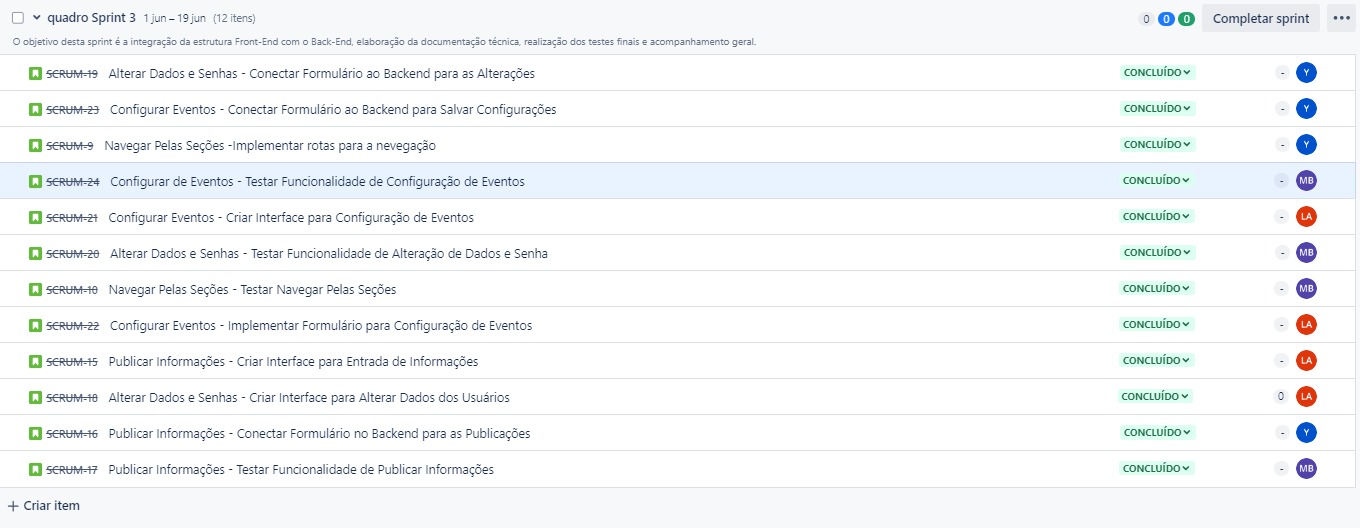 quadro Sprint 3 1 jun – 19 jun (12 itens) 0 0 0 Completar sprint
O objetivo desta sprint é a integração da estrutura Front-End com o Back-End, elaboração da documentação técnica, realização dos testes finais e acompanhamento geral.
SCRUM-19 Alterar Dados e Senhas - Conectar Formulário ao Backend para as Alterações CONCLUÍDO - Y
SCRUM-23 Configurar Eventos - Conectar Formulário ao Backend para Salvar Configurações CONCLUÍDO - Y
SCRUM-9 Navegar Pelas Seções -Implementar rotas para a nevegação CONCLUÍDO - Y
SCRUM-24 Configurar de Eventos - Testar Funcionalidade de Configuração de Eventos CONCLUÍDO - MB
SCRUM-21 Configurar Eventos - Criar Interface para Configuração de Eventos CONCLUÍDO - LA
SCRUM-20 Alterar Dados e Senhas - Testar Funcionalidade de Alteração de Dados e Senha CONCLUÍDO - MB
SCRUM-10 Navegar Pelas Seções - Testar Navegar Pelas Seções CONCLUÍDO - MB
SCRUM-22 Configurar Eventos - Implementar Formulário para Configuração de Eventos CONCLUÍDO - LA
SCRUM-15 Publicar Informações - Criar Interface para Entrada de Informações CONCLUÍDO - LA
SCRUM-18 Alterar Dados e Senhas - Criar Interface para Alterar Dados dos Usuários CONCLUÍDO 0 LA
SCRUM-16 Publicar Informações - Conectar Formulário no Backend para as Publicações CONCLUÍDO - Y
SCRUM-17 Publicar Informações - Testar Funcionalidade de Publicar Informações CONCLUÍDO - MB
+ Criar item